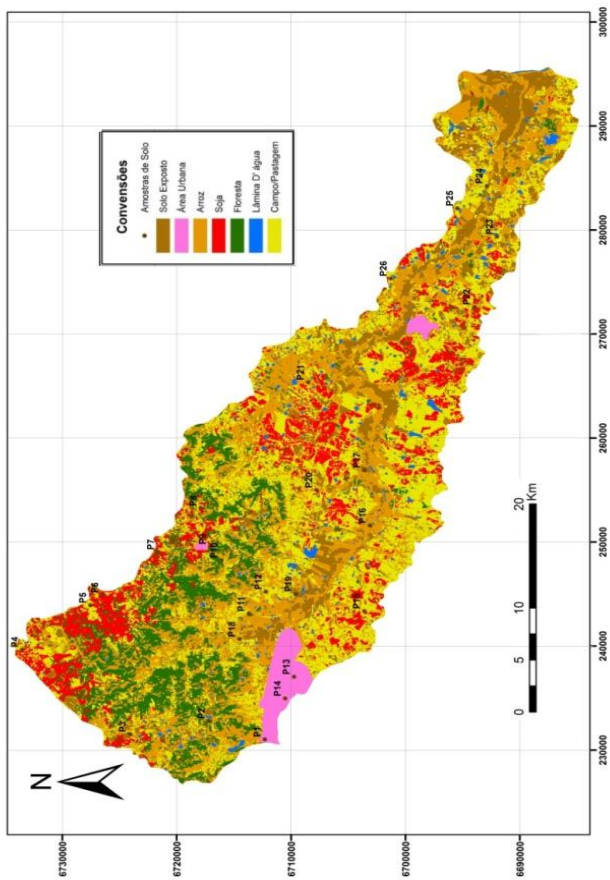 N
Convensões
Amostras de Solo
Solo Exposto
Área Urbana
Arroz
Soja
Floresta
Lâmina D' água
Campo/Pastagem
P4
P5
P6
P7
P8
P9
P10
P3
P2
P1
P11
P12
P18
P19
P14
P13
P20
P21
P17
P16
P26
P25
P24
P23
P22
0 5 10 20
Km
230000 240000 250000 260000 270000 280000 290000 300000
6730000
6720000
6710000
6700000
6690000